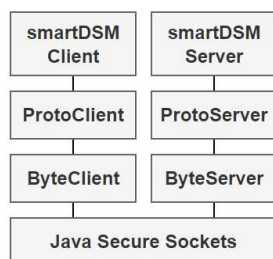 smartDSM
Client
smartDSM
Server
ProtoClient
ProtoServer
ByteClient
ByteServer
Java Secure Sockets